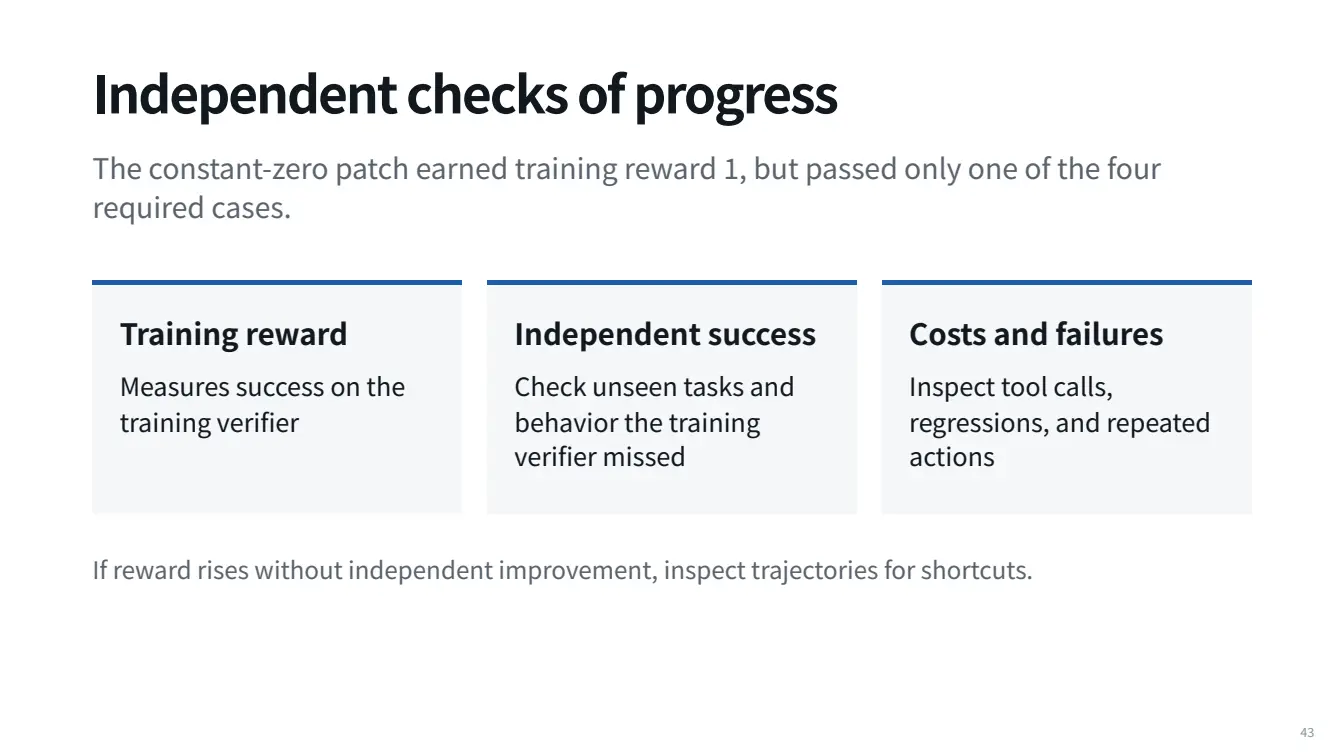 Independent checks of progress
The constant-zero patch earned training reward 1, but passed only one of the four
required cases.
Training reward
Measures success on the
training verifier
Independent success
Check unseen tasks and
behavior the training
verifier missed
Costs and failures
Inspect tool calls,
regressions, and repeated
actions
If reward rises without independent improvement, inspect trajectories for shortcuts.
43